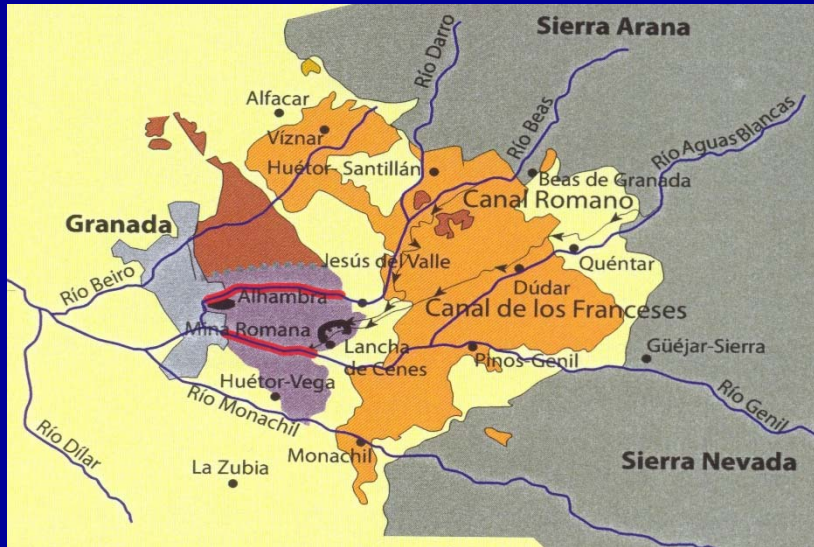 Sierra Arana
Río Darro
Río Beas
Río Aguas Blancas
Alfacar
Víznar
Huétor- Santillán
Beas de Granada
Canal Romano
Granada
Río Beiro
Jesús del Valle
Quéntar
Dúdar
Alhambra
Canal de los Franceses
Mina Romana
Lancha
de Cenes
Pinos-Genil
Güéjar-Sierra
Huétor-Vega
Río Monachil
Río Genil
Río Dílar
Monachil
La Zubia
Sierra Nevada